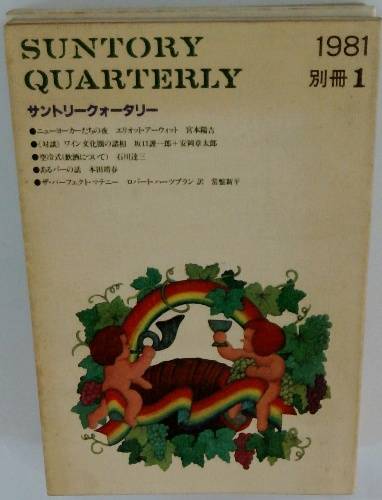 SUNTORY
QUARTERLY
1981
別冊1
サントリークォータリー
●ニューヨーカーたちの夜 エリオット・アーウィット 宮本陽吉
●《対談》ワイン文化圏の諸相 坂口謹一郎+安岡章太郎
●空冷式(飲酒について) 石川達三
●あるバーの話 本田靖春
●ザ・パーフェクト・マテニー ロバート・ハーツブラン 訳 常盤新平